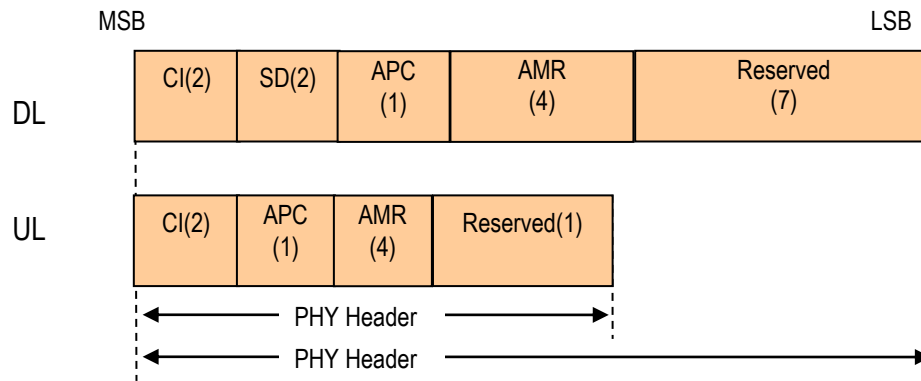 MSB
LSB
DL
CI(2)
SD(2)
APC
(1)
AMR
(4)
Reserved
(7)
UL
CI(2)
APC
(1)
AMR
(4)
Reserved(1)
PHY Header
PHY Header